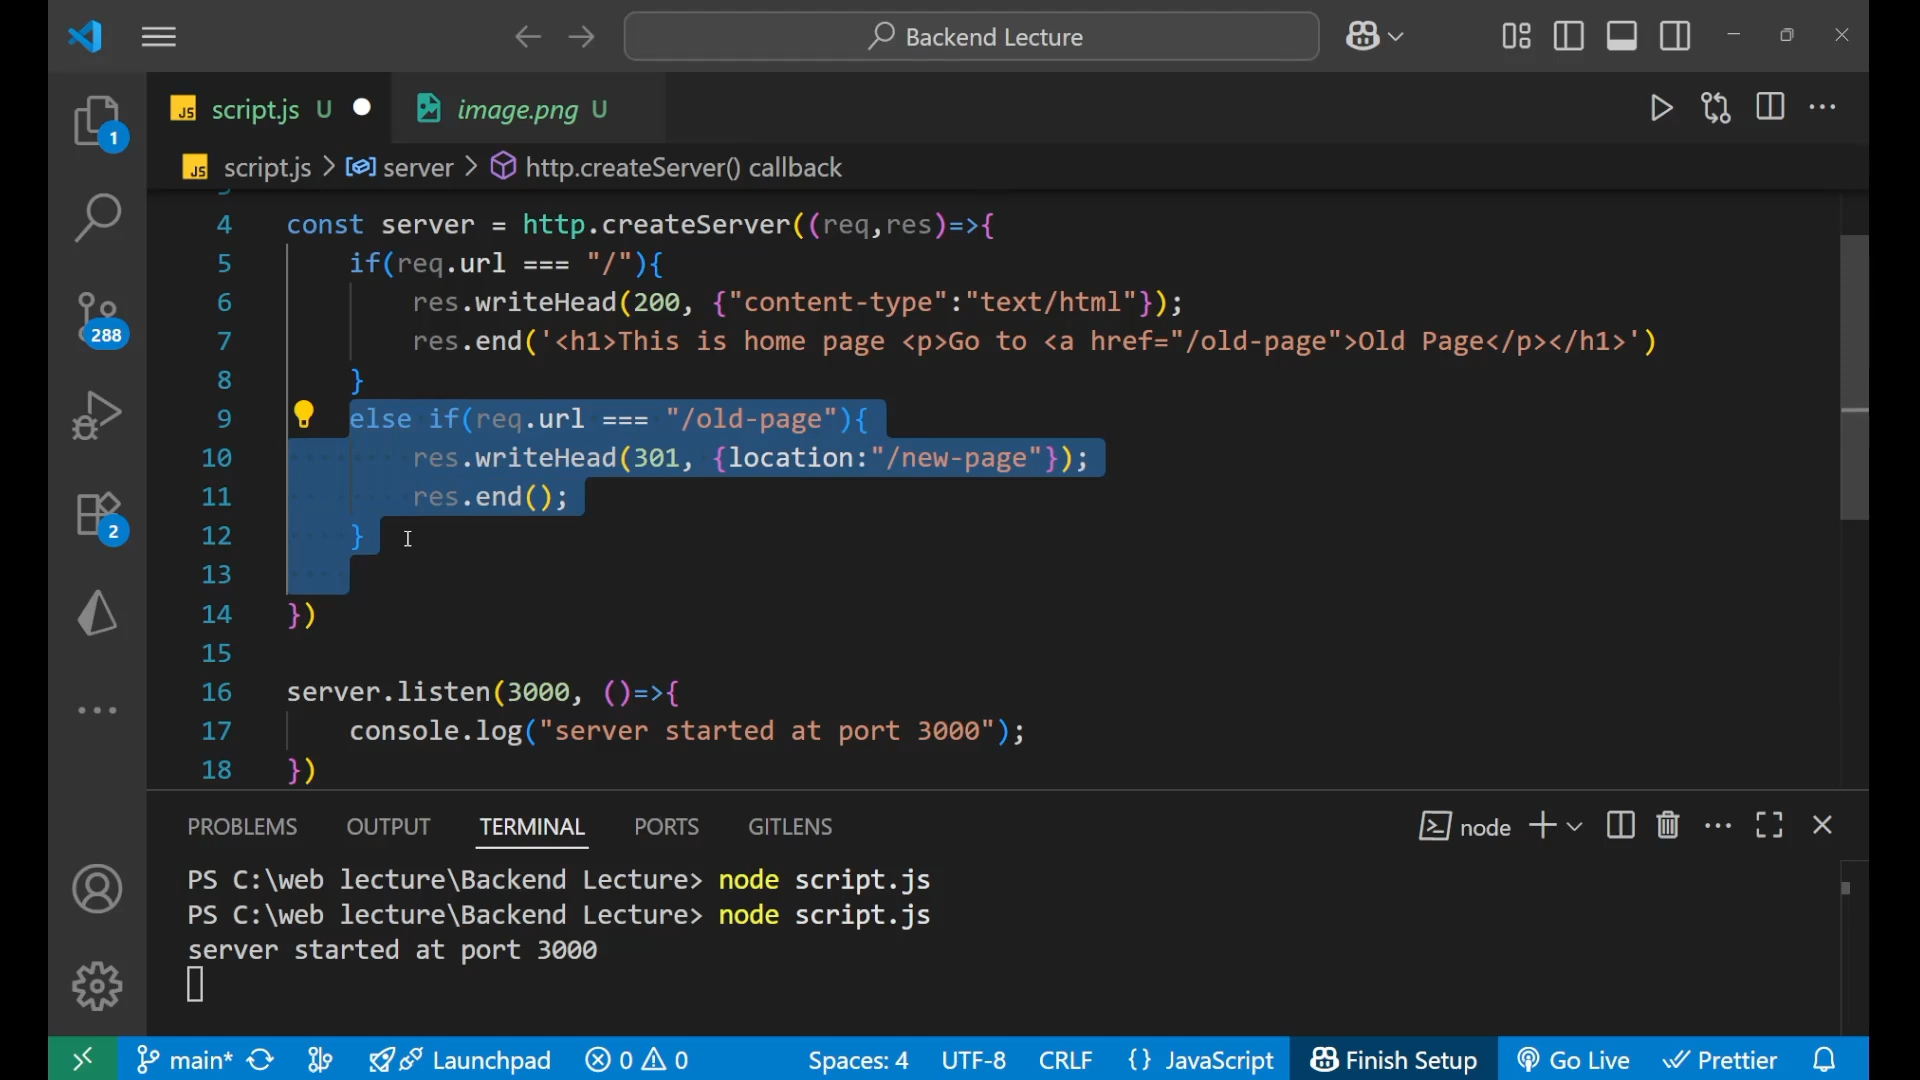 Backend Lecture
JS script.js U image.png U
JS script.js > server > http.createServer() callback
4 const server = http.createServer((req,res)=>{
5 if(req.url === "/"){
6 res.writeHead(200, {"content-type":"text/html"});
7 res.end('<h1>This is home page <p>Go to <a href="/old-page">Old Page</p></h1>')
8 }
9 else if(req.url === "/old-page"){
10 res.writeHead(301, {location:"/new-page"});
11 res.end();
12 }
13
14 })
15
16 server.listen(3000, ()=>{
17 console.log("server started at port 3000");
18 })
1
288
2
PROBLEMS OUTPUT TERMINAL PORTS GITLENS node
PS C:\web lecture\Backend Lecture> node script.js
PS C:\web lecture\Backend Lecture> node script.js
server started at port 3000
main* Launchpad 0 0 Spaces: 4 UTF-8 CRLF {} JavaScript Finish Setup Go Live Prettier